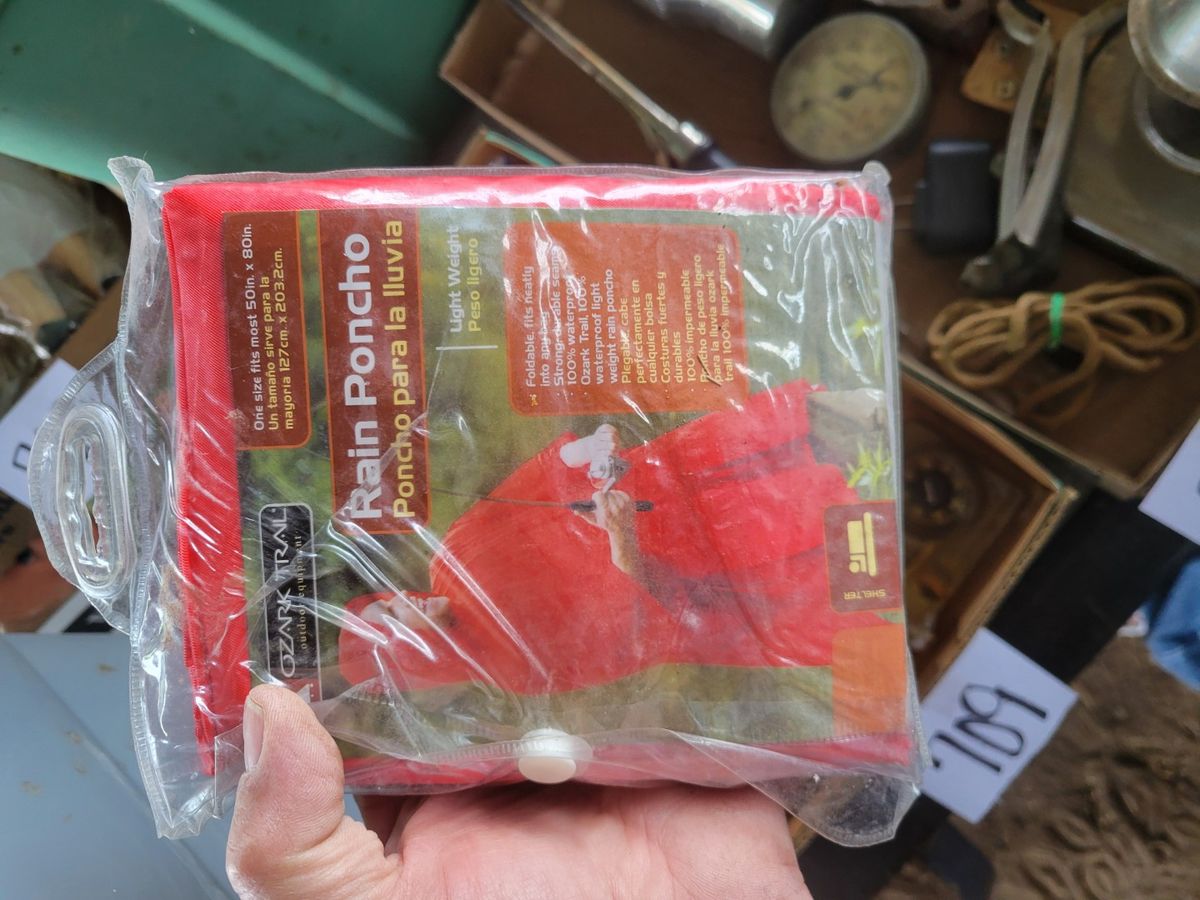 One size fits most 50in. x 80in.
Un tamaño sirve para la
mayoria 127cm. x 203.2cm.
Rain Poncho
Poncho para la lluvia
Light Weight
Peso ligero
OZARK TRAIL
outdoor equipment
Foldable, fits neatly
into any bag
Strong durable seams
100% waterproof
Ozark Trail 100%
waterproof light
weight rain poncho
Plegable cabe
perfectamente en
cualquier bolsa
Costuras fuertes y
durables
100% impermeable
Poncho de peso ligero
para la lluvia ozark
trail 100% impermeable
SHELTER
709